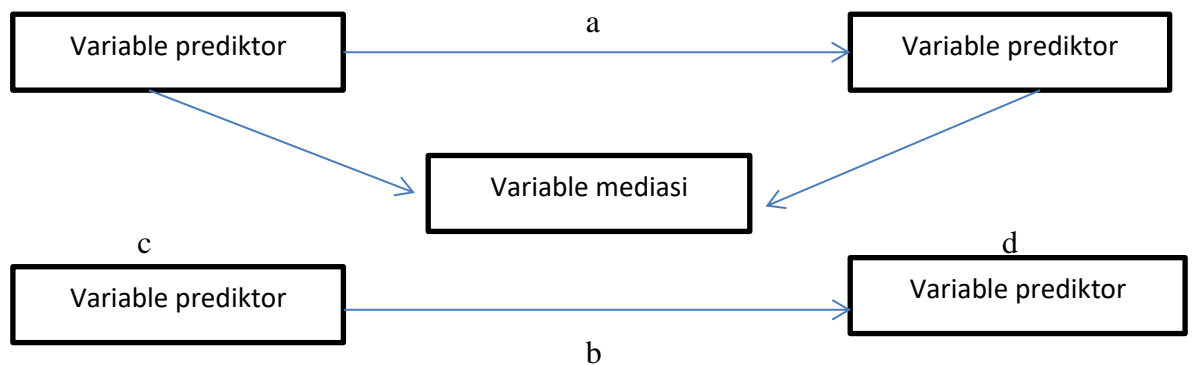 a
Variable prediktor
Variable prediktor
Variable mediasi
c
d
Variable prediktor
Variable prediktor
b